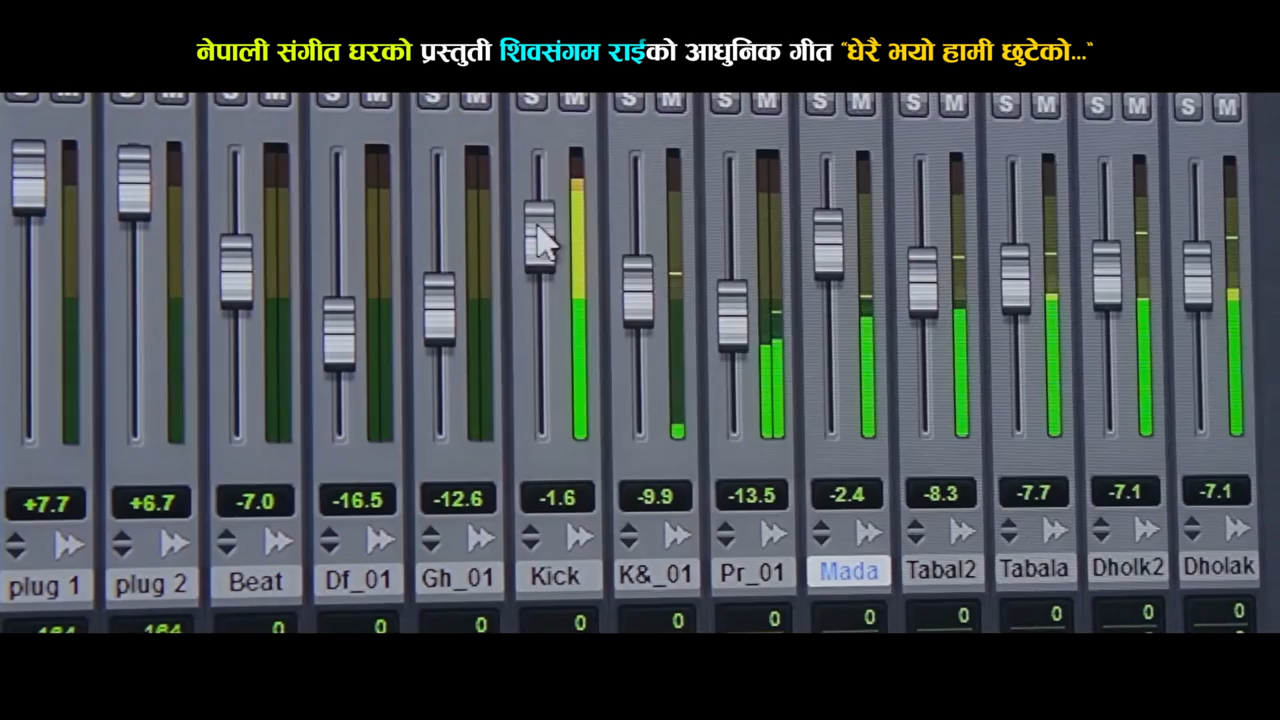 नेपाली संगीत घरको प्रस्तुती शिवसंगम राईको आधुनिक गीत "धेरै भयो हामी छुटेको..."
S M S M S M S M S M S M S M S M S M S M S M S M S M
+7.7 +6.7 -7.0 -16.5 -12.6 -1.6 -9.9 -13.5 -2.4 -8.3 -7.7 -7.1 -7.1
plug 1 plug 2 Beat Df_01 Gh_01 Kick K&_01 Pr_01 Mada Tabal2 Tabala Dholk2 Dholak
0 0 0 0 0 0 0 0 0 0 0